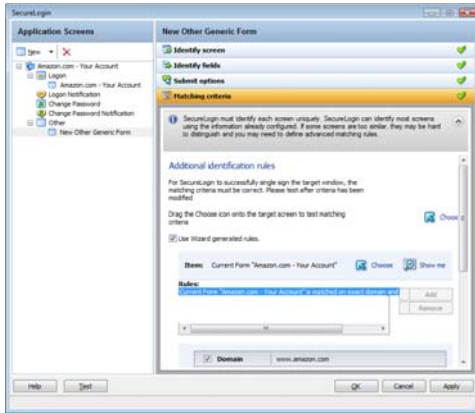 SecureLogin
Application Screens
New
Amazon.com - Your Account
Logon
Amazon.com - Your Account
Logon Notification
Change Password
Change Password Notification
Other
New Other Generic Form
New Other Generic Form
Identify screen
Identify fields
Submit options
Matching criteria
SecureLogin must identify each screen uniquely. SecureLogin can identify most screens
using the information already configured. If some screens are too similar, they may be hard
to distinguish and you may need to define advanced matching rules.
Additional identification rules
For SecureLogin to successfully single sign the target window, the
matching criteria must be correct. Please test after criteria has been
modified
Drag the Choose icon onto the target screen to test matching
criteria
Choose
Use Wizard generated rules.
Item: Current Form "Amazon.com - Your Account"
Choose
Show me
Rules:
Current Form "Amazon.com - Your Account" is matched on exact domain and
Add
Remove
Domain
www.amazon.com
Help
Test
OK
Cancel
Apply